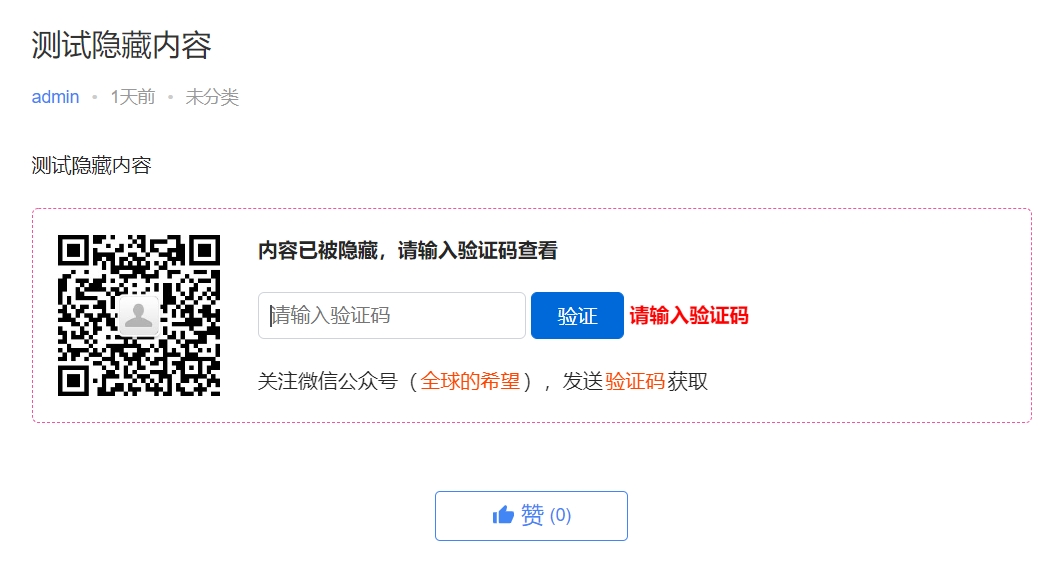 测试隐藏内容
admin • 1天前 • 未分类
测试隐藏内容
内容已被隐藏，请输入验证码查看
请输入验证码 验证 请输入验证码
关注微信公众号（全球的希望），发送验证码获取
赞 (0)